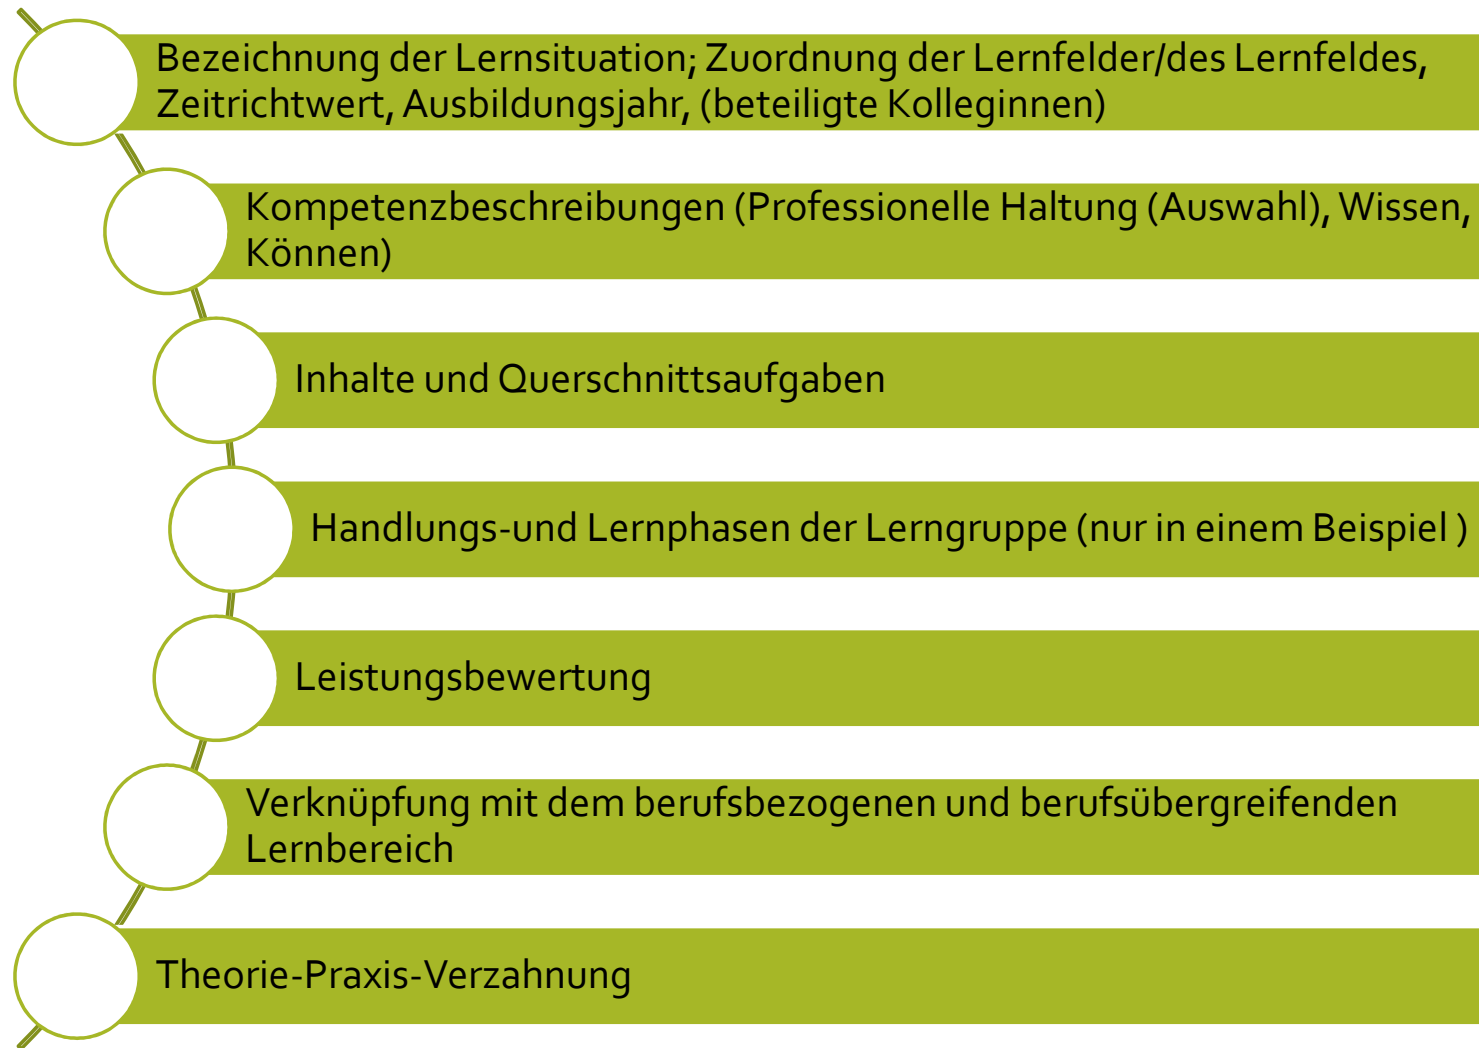 Bezeichnung der Lernsituation; Zuordnung der Lernfelder/des Lernfeldes,
Zeitrichtwert, Ausbildungsjahr, (beteiligte Kolleginnen)
Kompetenzbeschreibungen (Professionelle Haltung (Auswahl), Wissen,
Können)
Inhalte und Querschnittsaufgaben
Handlungs-und Lernphasen der Lerngruppe (nur in einem Beispiel )
Leistungsbewertung
Verknüpfung mit dem berufsbezogenen und berufsübergreifenden
Lernbereich
Theorie-Praxis-Verzahnung